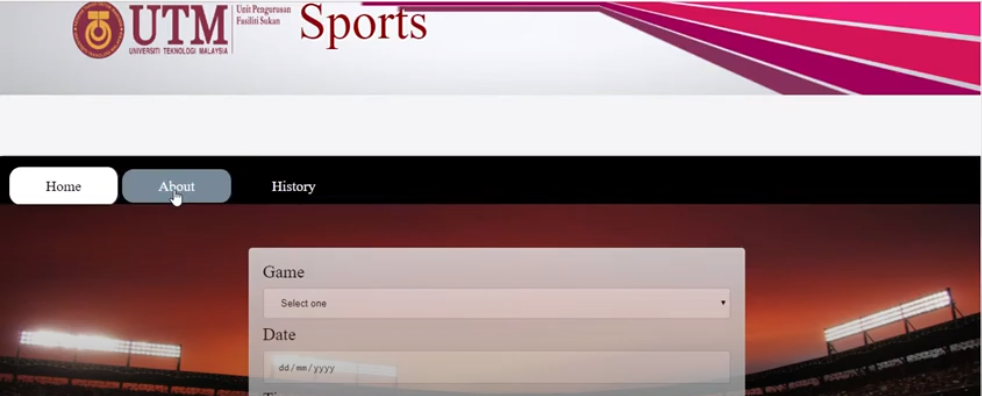 UTM
UNIVERSITI TEKNOLOGI MALAYSIA
Unit Pengurusan
Fasiliti Sukan
Sports
Home
About
History
Game
Select one
Date
dd/mm/yyyy